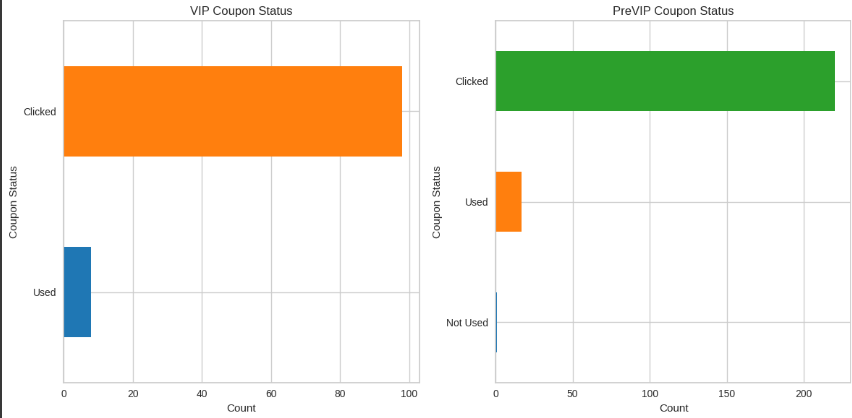 VIP Coupon Status
Clicked
Used
Coupon Status
0 20 40 60 80 100
Count
PreVIP Coupon Status
Clicked
Used
Not Used
Coupon Status
0 50 100 150 200
Count